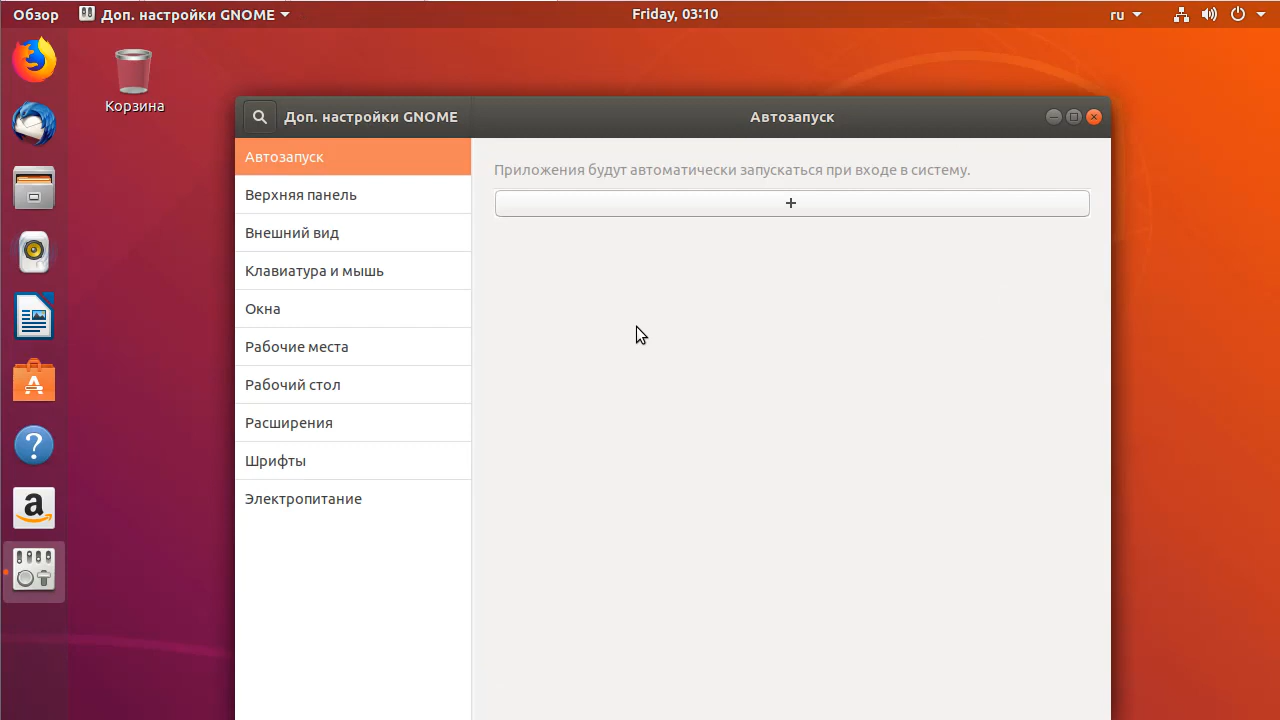 Обзор
Доп. настройки GNOME
Friday, 03:10
ru
Корзина
Доп. настройки GNOME
Автозапуск
Автозапуск
Верхняя панель
Внешний вид
Клавиатура и мышь
Окна
Рабочие места
Рабочий стол
Расширения
Шрифты
Электропитание
Приложения будут автоматически запускаться при входе в систему.
+